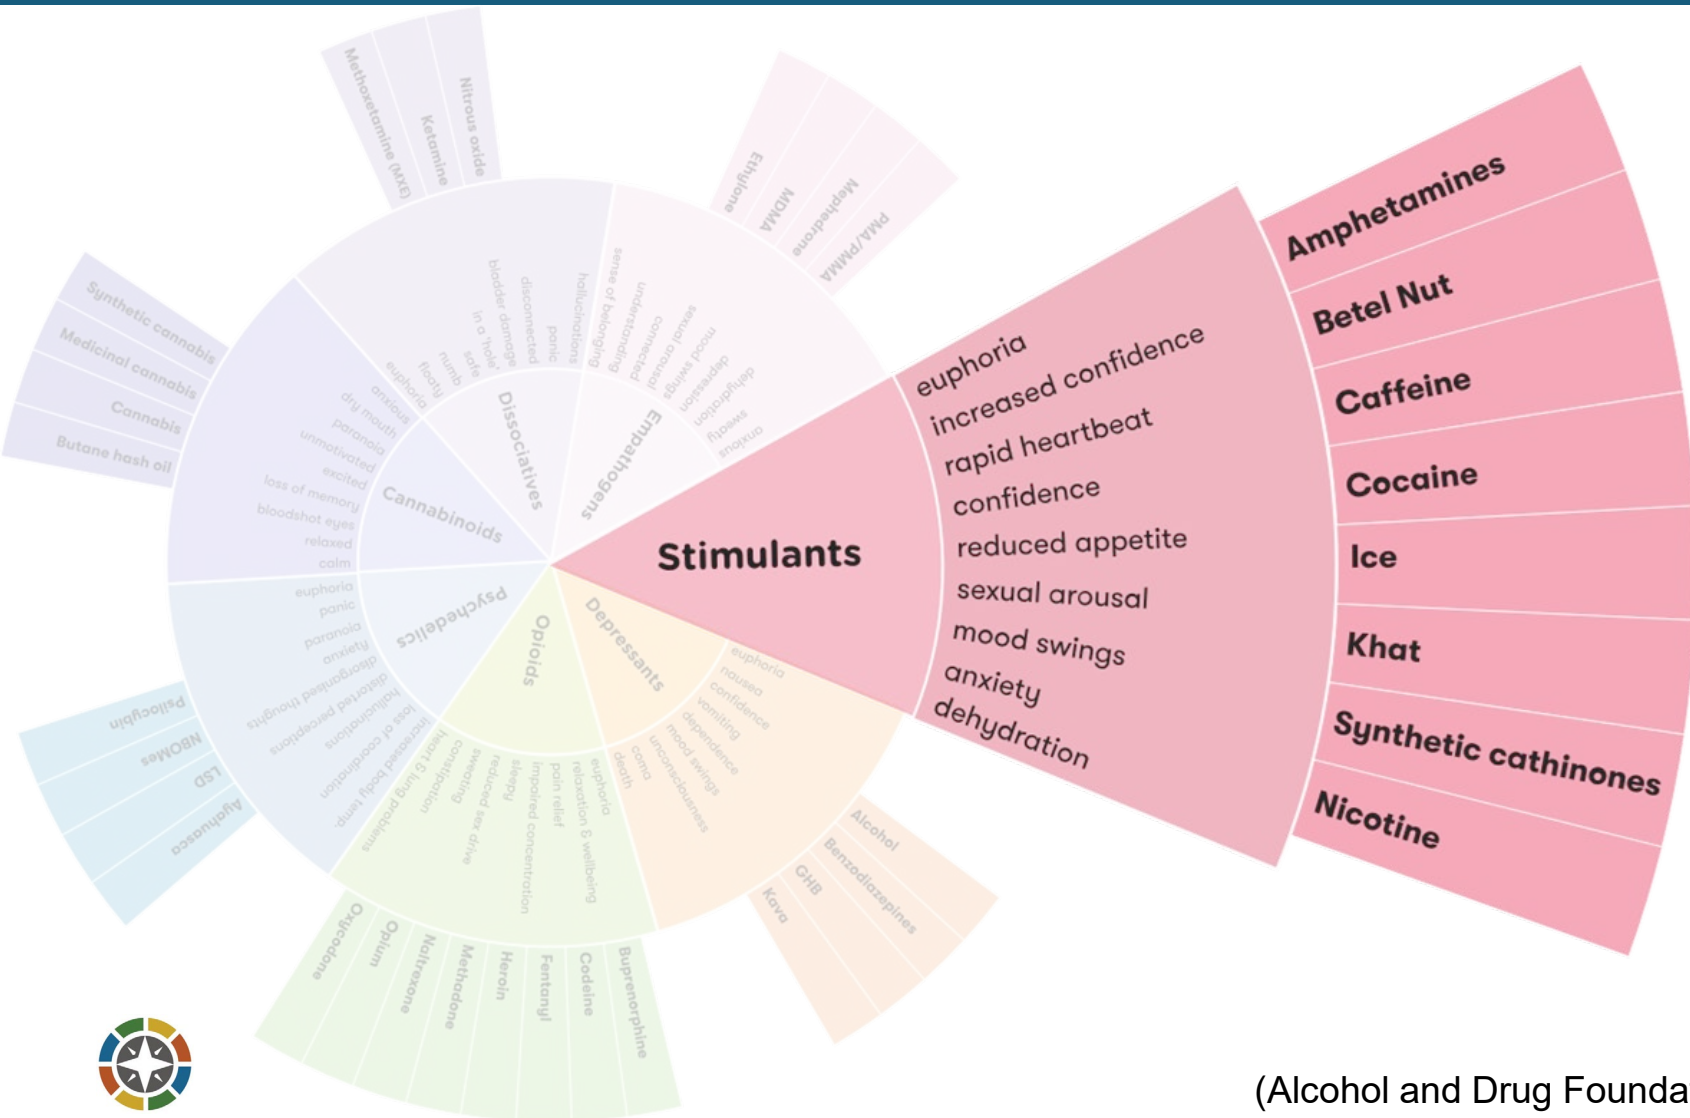 Stimulants
euphoria
increased confidence
rapid heartbeat
confidence
reduced appetite
sexual arousal
mood swings
anxiety
dehydration
Amphetamines
Betel Nut
Caffeine
Cocaine
Ice
Khat
Synthetic cathinones
Nicotine
Depressants
euphoria
nausea
confidence
vomiting
dependence
mood swings
unconsciousness
coma
death
Alcohol
Benzodiazepines
GHB
Kava
Opioids
euphoria
relaxation & wellbeing
pain relief
impaired concentration
sleepy
reduced sex drive
sweating
constipation
heart & lung problems
Buprenorphine
Codeine
Fentanyl
Heroin
Methadone
Naltrexone
Opium
Oxycodone
Psychedelics
increased body temp.
loss of coordination
hallucinations
distorted perceptions
disorganised thoughts
anxiety
paranoia
panic
euphoria
Ayahuasca
LSD
NBOMes
Psilocybin
Cannabinoids
calm
relaxed
bloodshot eyes
loss of memory
excited
unmotivated
paranoia
dry mouth
anxious
Butane hash oil
Cannabis
Medicinal cannabis
Synthetic cannabis
Dissociatives
euphoria
floaty
numb
safe
in a 'hole'
bladder damage
disconnected
panic
hallucinations
Methoxetamine (MXE)
Ketamine
Nitrous oxide
Empathogens
sense of belonging
understanding
connected
sexual arousal
mood swings
depression
dehydration
sweaty
anxious
Ethylone
MDMA
Mephedrone
PMA/PMMA
(Alcohol and Drug Founda